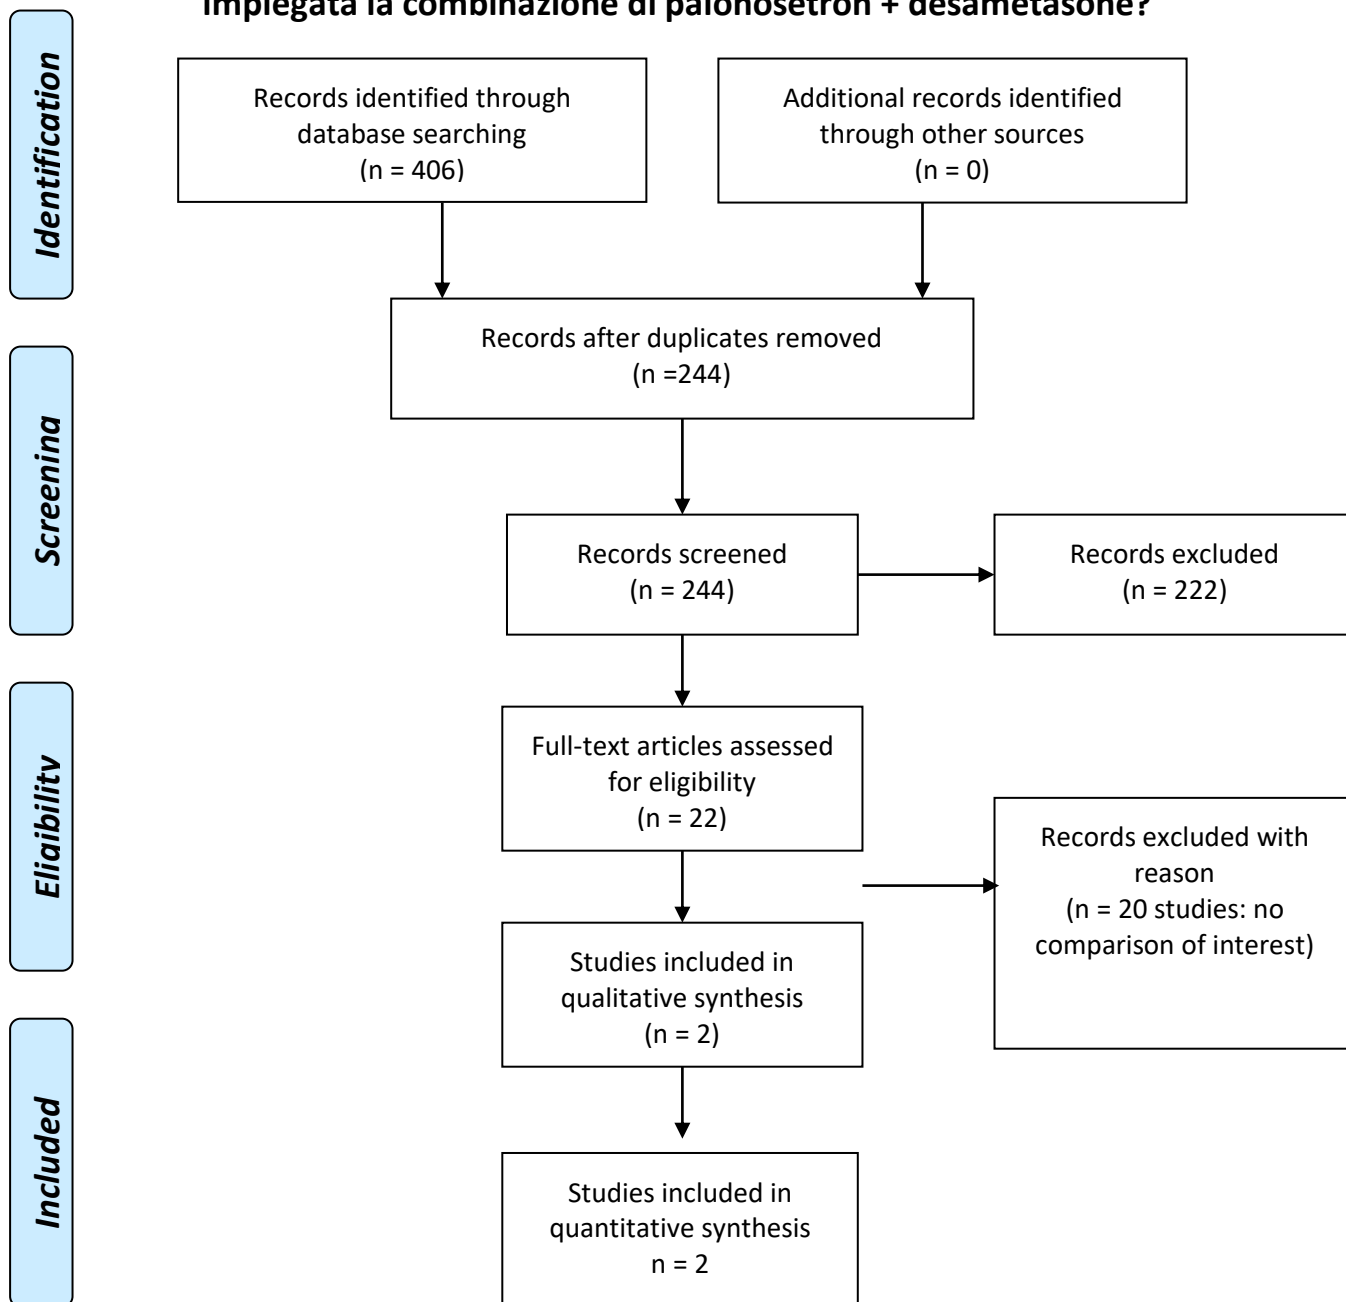 impiegata la combinazione di palonosetron + desametasone?
Identification
Records identified through
database searching
(n = 406)
Additional records identified
through other sources
(n = 0)
Records after duplicates removed
(n =244)
Screening
Records screened
(n = 244)
Records excluded
(n = 222)
Eligibility
Full-text articles assessed
for eligibility
(n = 22)
Records excluded with
reason
(n = 20 studies: no
comparison of interest)
Studies included in
qualitative synthesis
(n = 2)
Included
Studies included in
quantitative synthesis
n = 2